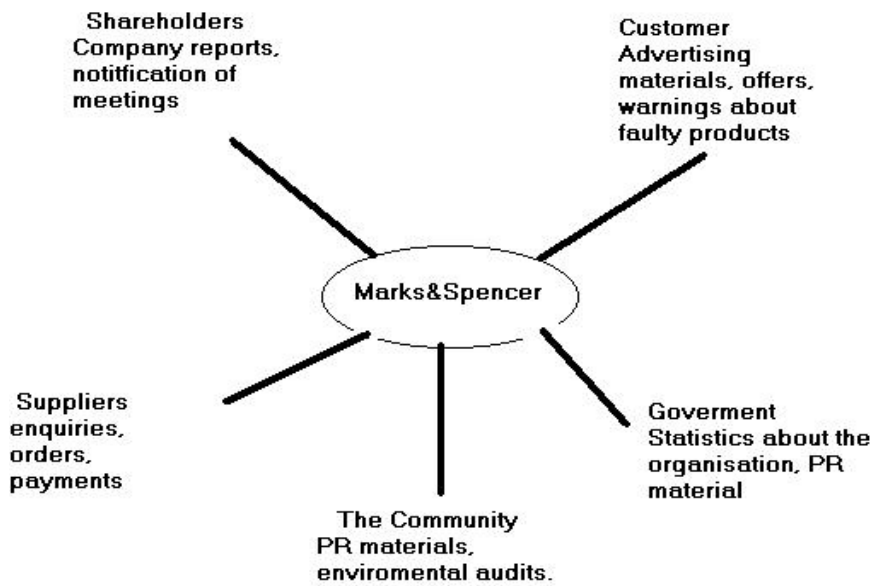 Shareholders
Company reports,
notitfication of
meetings
Customer
Advertising
materials, offers,
warnings about
faulty products
Marks&Spencer
Suppliers
enquiries,
orders,
payments
The Community
PR materials,
enviromental audits.
Goverment
Statistics about the
organisation, PR
material